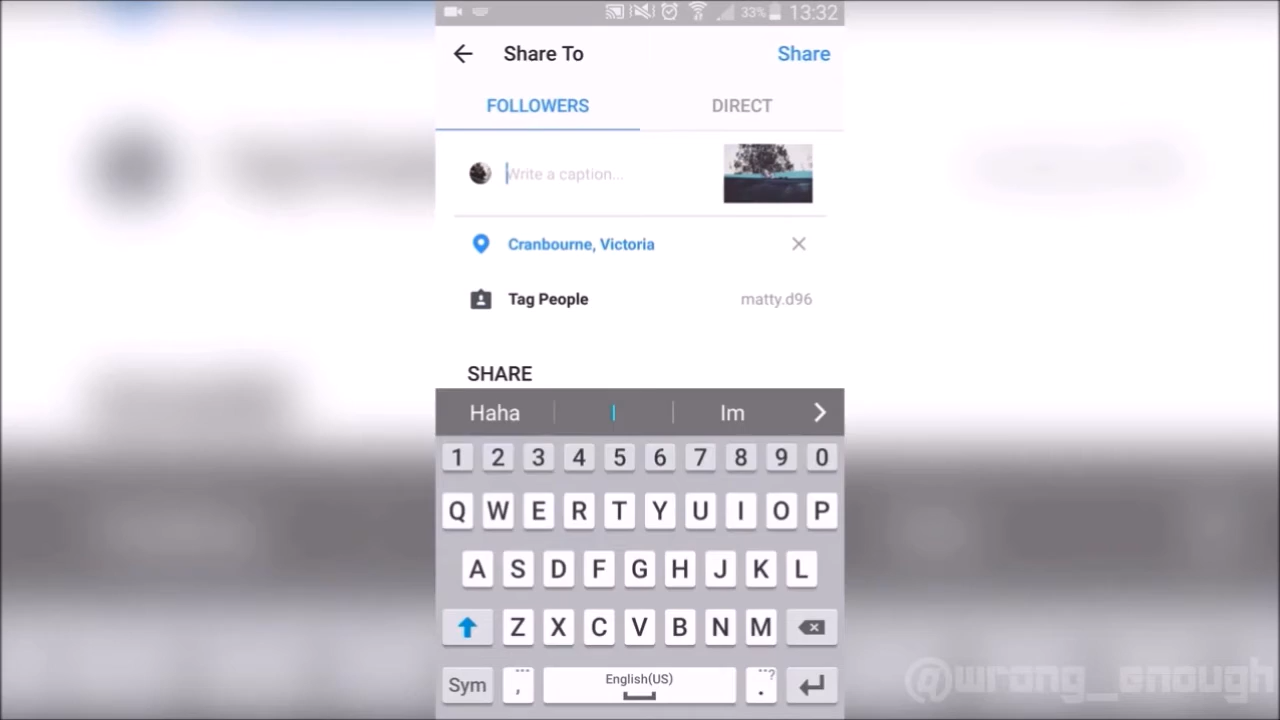 33% 13:32
Share To Share
FOLLOWERS DIRECT
Write a caption...
Cranbourne, Victoria
Tag People matty.d96
SHARE
Haha I Im
1 2 3 4 5 6 7 8 9 0
Q W E R T Y U I O P
A S D F G H J K L
Z X C V B N M
Sym , English(US) . ?
@wrong_enough